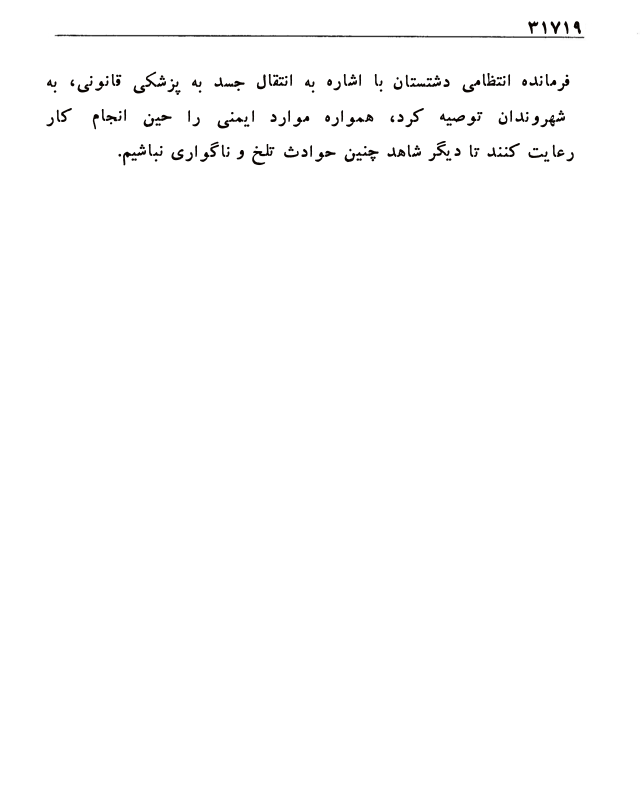 ۳۱۷۱۹
فرمانده انتظامی دشتستان با اشاره به انتقال جسد به پزشکی قانونی، به
شهروندان توصیه کرد، همواره موارد ایمنی را حین انجام کار
رعایت کنند تا دیگر شاهد چنین حوادث تلخ و ناگواری نباشیم.